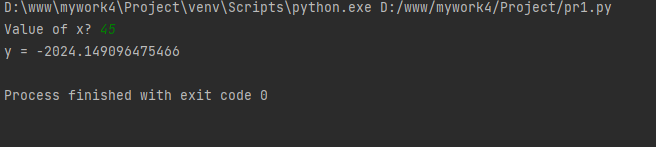 D:\www\mywork4\Project\venv\Scripts\python.exe D:/www/mywork4/Project/pr1.py
Value of x? 45
y = -2024.149096475466
Process finished with exit code 0